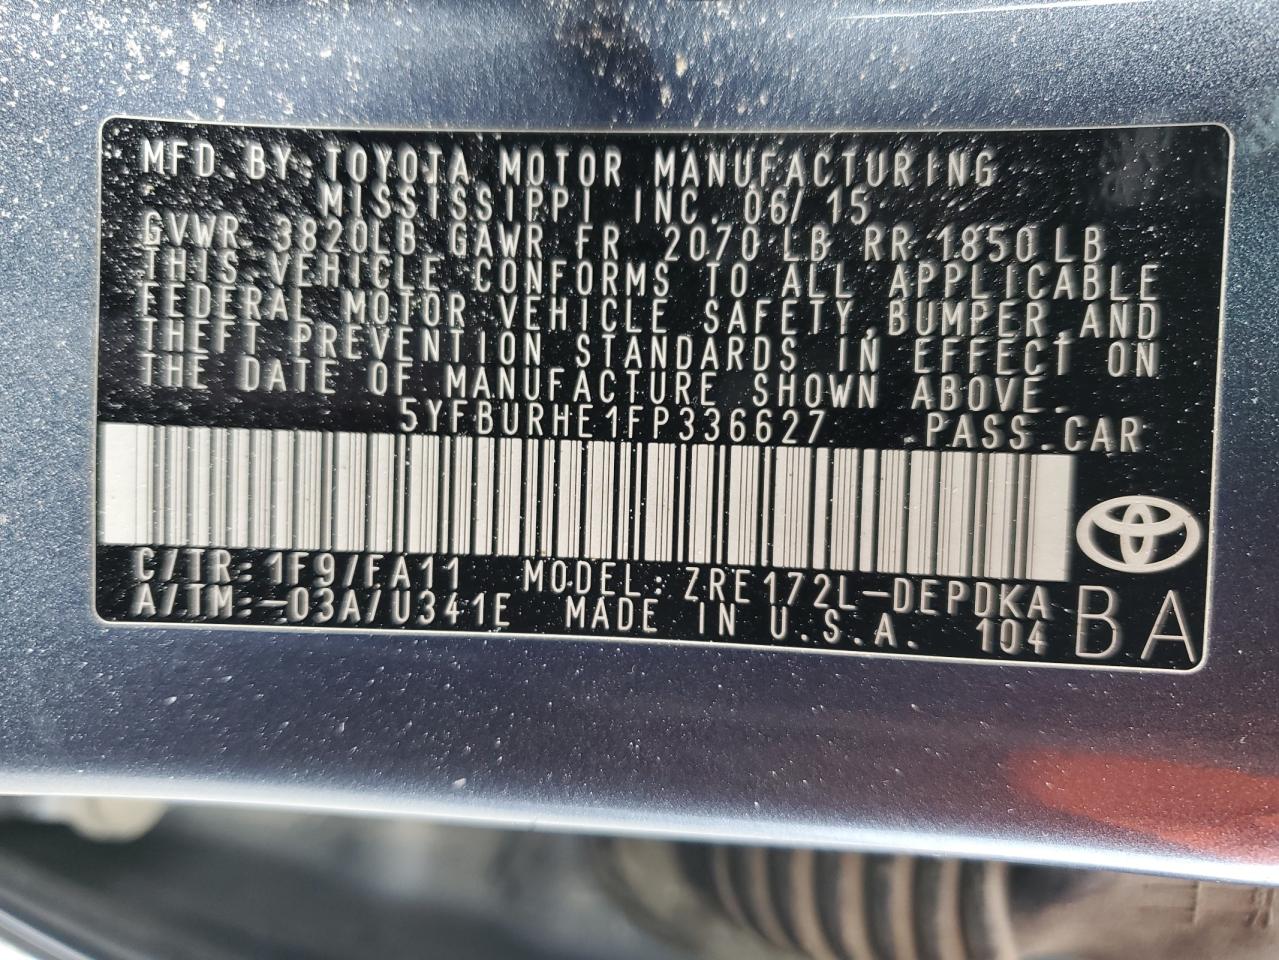 MFD. BY: TOYOTA MOTOR MANUFACTURING
MISSISSIPPI INC. 06/15
GVWR 3820LB GAWR FR 2070LB RR 1850LB
THIS VEHICLE CONFORMS TO ALL APPLICABLE
FEDERAL MOTOR VEHICLE SAFETY,BUMPER,AND
THEFT PREVENTION STANDARDS IN EFFECT ON
THE DATE OF MANUFACTURE SHOWN ABOVE.
5YFBURHE1FP336627 PASS.CAR
C/TR: 1F9/FA11 MODEL: ZRE172L-DEPDKA
A/TM:-03A/U341E MADE IN U.S.A. 104
BA